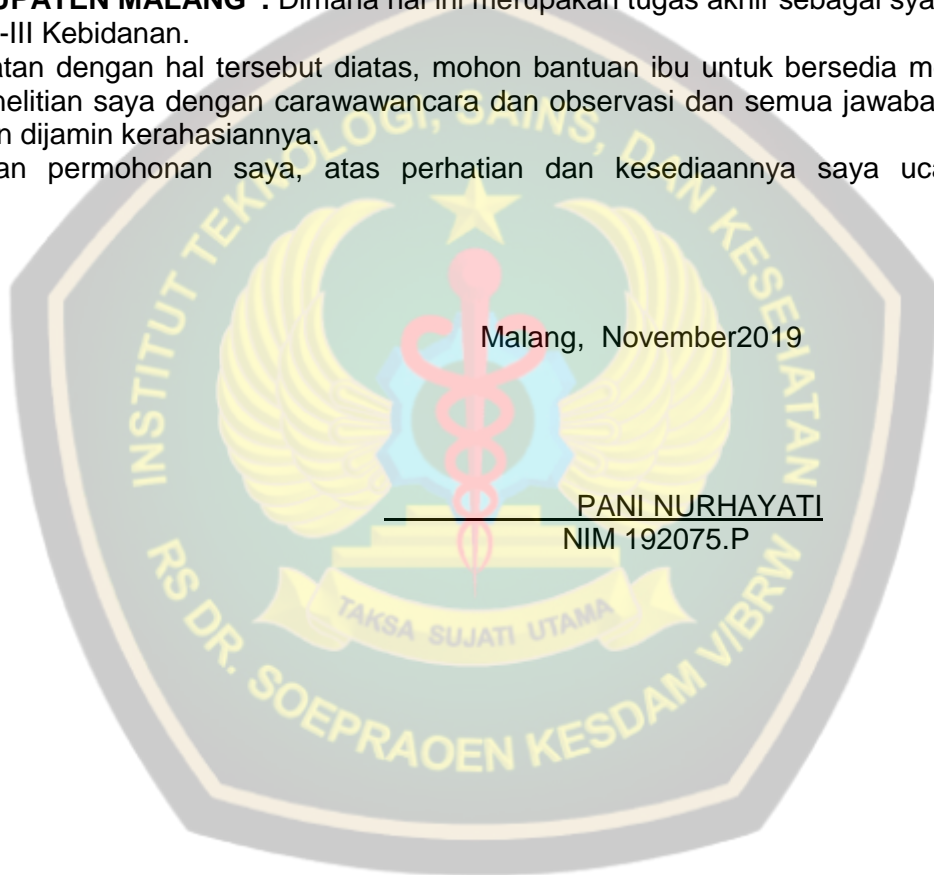 UPATEN MALANG". Dimana hal ini merupakan tugas akhir sebagai sya
-III Kebidanan.
atan dengan hal tersebut diatas, mohon bantuan ibu untuk bersedia m
nelitian saya dengan carawawancara dan observasi dan semua jawaba
n dijamin kerahasiannya.
an permohonan saya, atas perhatian dan kesediaannya saya uca
INSTITUT TEKNOLOGI, SAINS, DAN KESEHATAN
Malang, November2019
PANI NURHAYATI
NIM 192075.P
TAKSA SUJATI UTAMA
RS DR. SOEPRAOEN KESDAM V/BRW